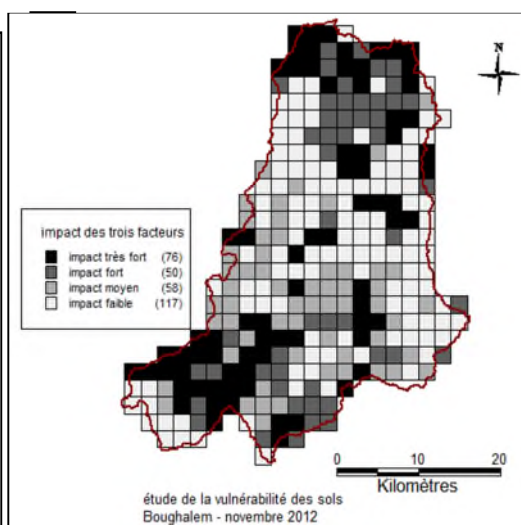 N
impact des trois facteurs
impact très fort (76)
impact fort (50)
impact moyen (58)
impact faible (117)
0 10 20
Kilomètres
étude de la vulnérabilité des sols
Boughalem - novembre 2012